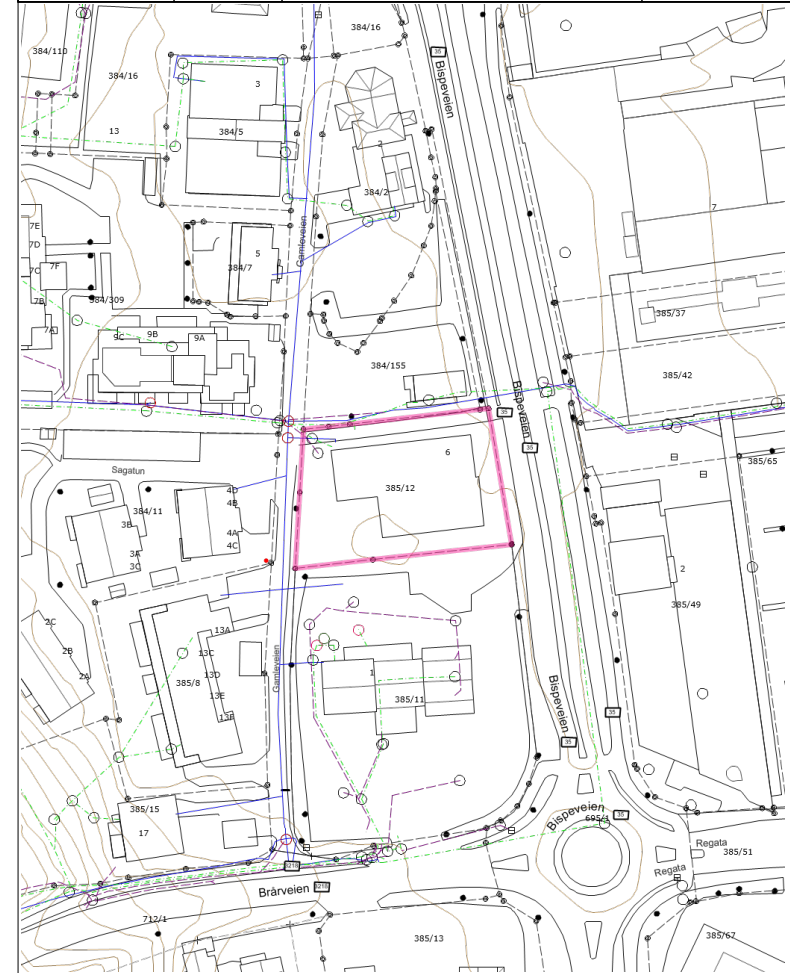 384/16
35
Bispeveien
384/110
384/16
3
13
384/5
2
384/2
7
7E
7D
7F
7C
7B
7A
5
384/7
Gamleveien
384/309
9C
9B
9A
385/37
384/155
385/42
35
Bispeveien
35
6
385/12
385/65
Sagatun
384/11
4D
4B
3B
4A
4C
3A
3C
2
385/49
2C
2B
2A
13A
13C
13D
13E
13F
385/8
Gamleveien
1
385/11
Bispeveien
35
35
385/15
17
Bispeveien
695/1
35
Regata
385/51
Regata
5218
Brårveien
5218
712/1
385/13
385/67